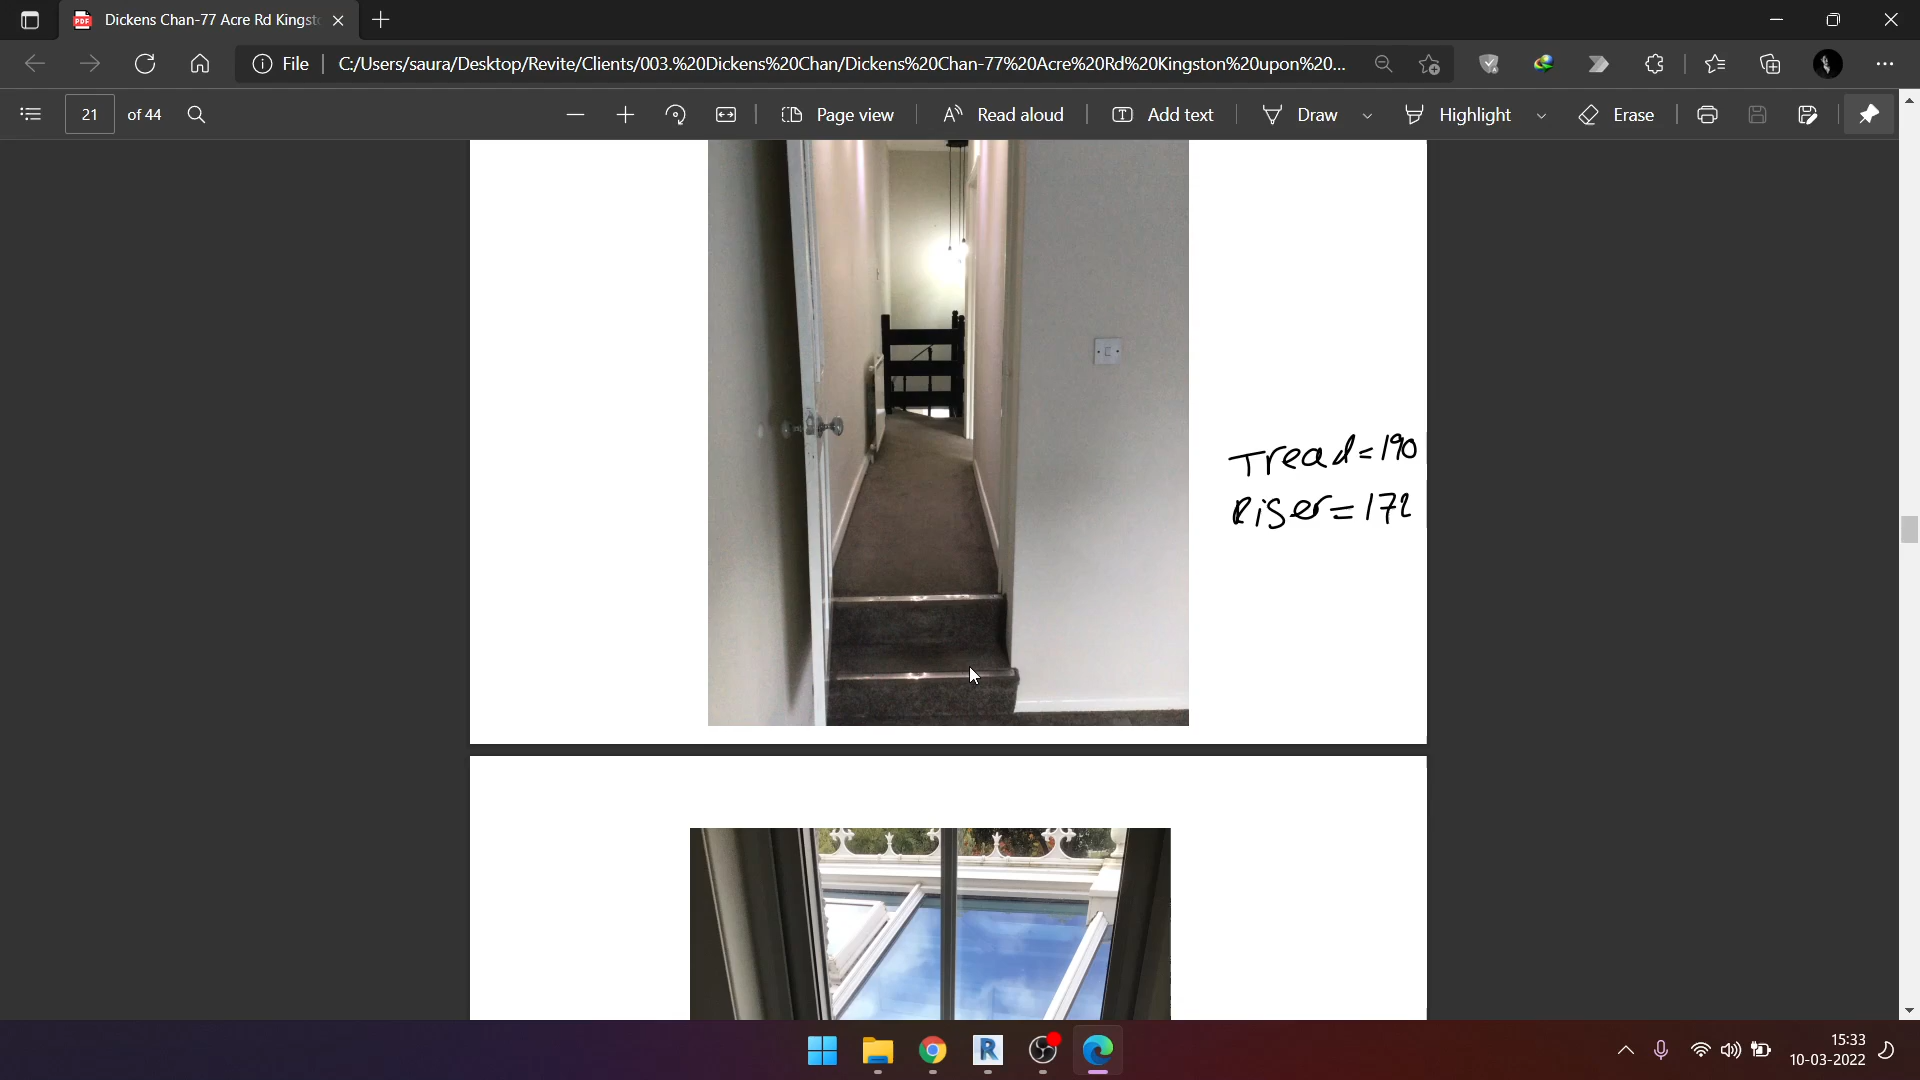 Dickens Chan-77 Acre Rd Kingst
File
C:/Users/saura/Desktop/Revite/Clients/003.%20Dickens%20Chan/Dickens%20Chan-77%20Acre%20Rd%20Kingston%20upon%20...
21 of 44
Page view
Read aloud
Add text
Draw
Highlight
Erase
Tread=190
Riser=172
15:33
10-03-2022